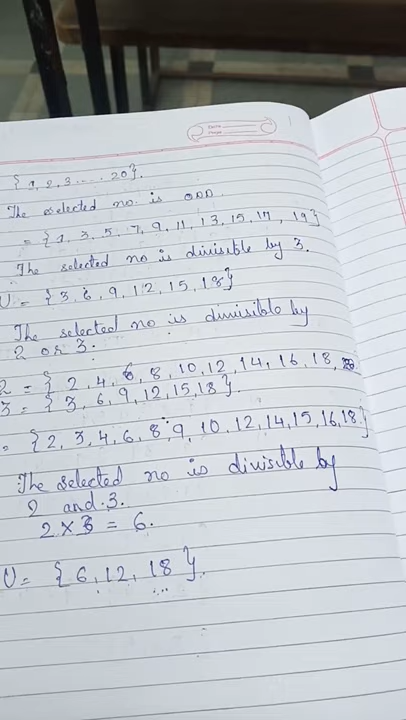 {1, 2, 3 .... 20}.
The selected no. is ODD.
= {1, 3, 5, 7, 9, 11, 13, 15, 17, 19}
The selected no is divisible by 3.
U = {3, 6, 9, 12, 15, 18}
The selected no is divisible by
2 or 3.
2 = { 2, 4, 6, 8, 10, 12, 14, 16, 18,
3 = { 3, 6, 9, 12, 15, 18}.
= {2, 3, 4, 6, 8, 9, 10, 12, 14, 15, 16, 18}
The selected no is divisible by
2 and 3.
2 × 3 = 6.
U = { 6, 12, 18 }.